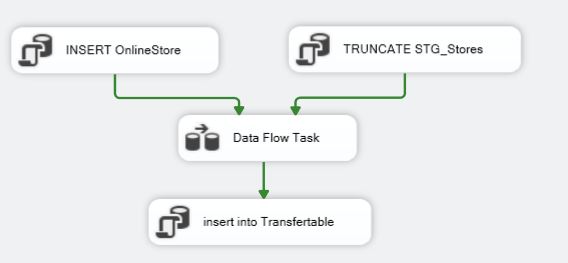 INSERT OnlineStore
TRUNCATE STG_Stores
Data Flow Task
insert into Transfertable